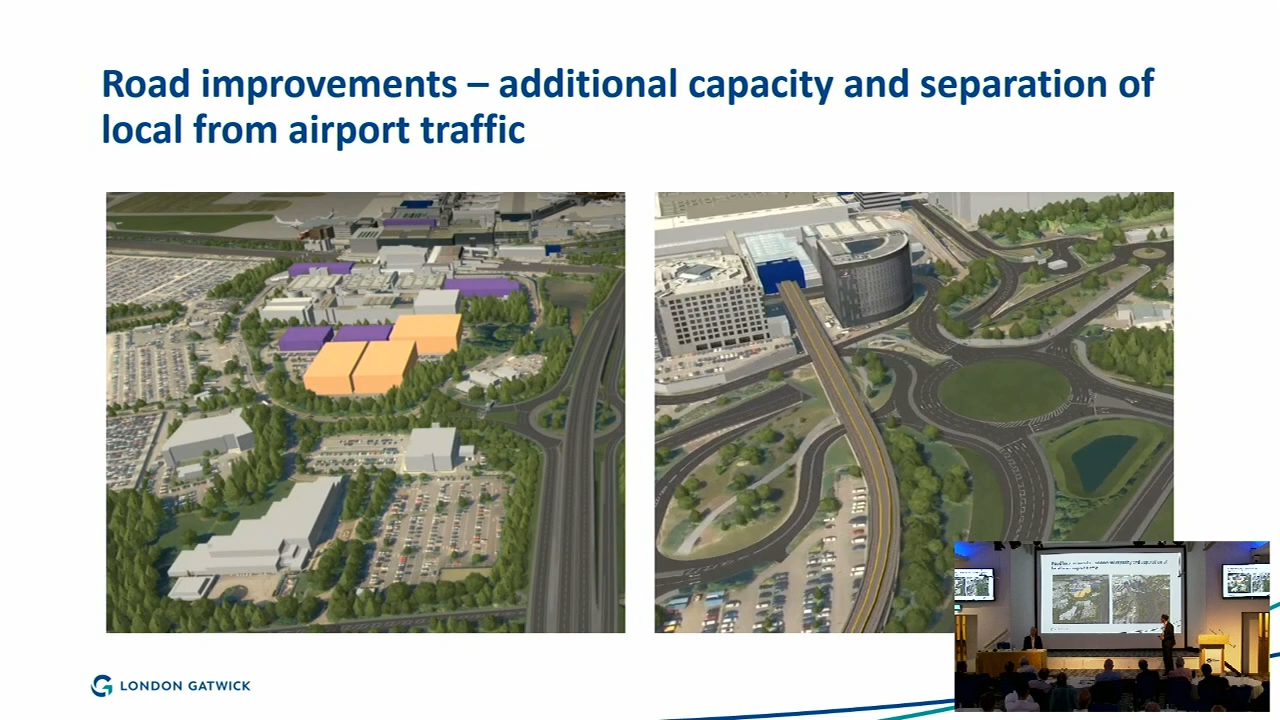 Road improvements – additional capacity and separation of
local from airport traffic
LONDON GATWICK